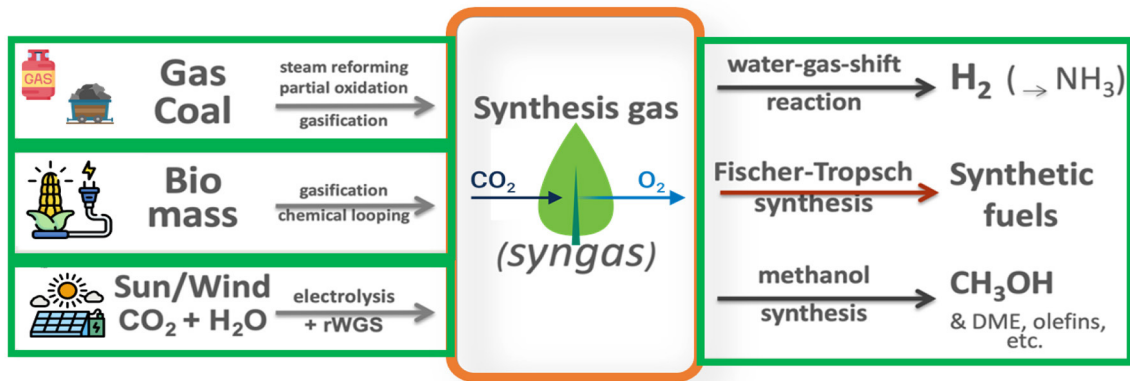 GAS
Gas
Coal
steam reforming
partial oxidation
gasification
Bio
mass
gasification
chemical looping
Sun/Wind
CO₂ + H₂O
electrolysis
+ rWGS
Synthesis gas
CO₂
O₂
(syngas)
water-gas-shift
reaction
H₂ (→ NH₃)
Fischer-Tropsch
synthesis
Synthetic
fuels
methanol
synthesis
CH₃OH
& DME, olefins,
etc.